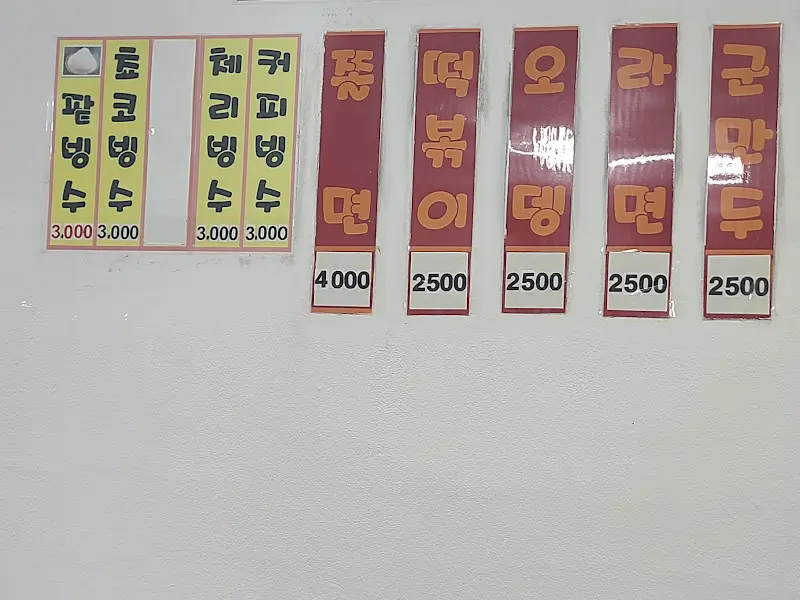 팥빙수
3,000
쵸코빙수
3,000
체리빙수
3,000
커피빙수
3,000
쫄면
4000
떡볶이
2500
오뎅
2500
라면
2500
군만두
2500